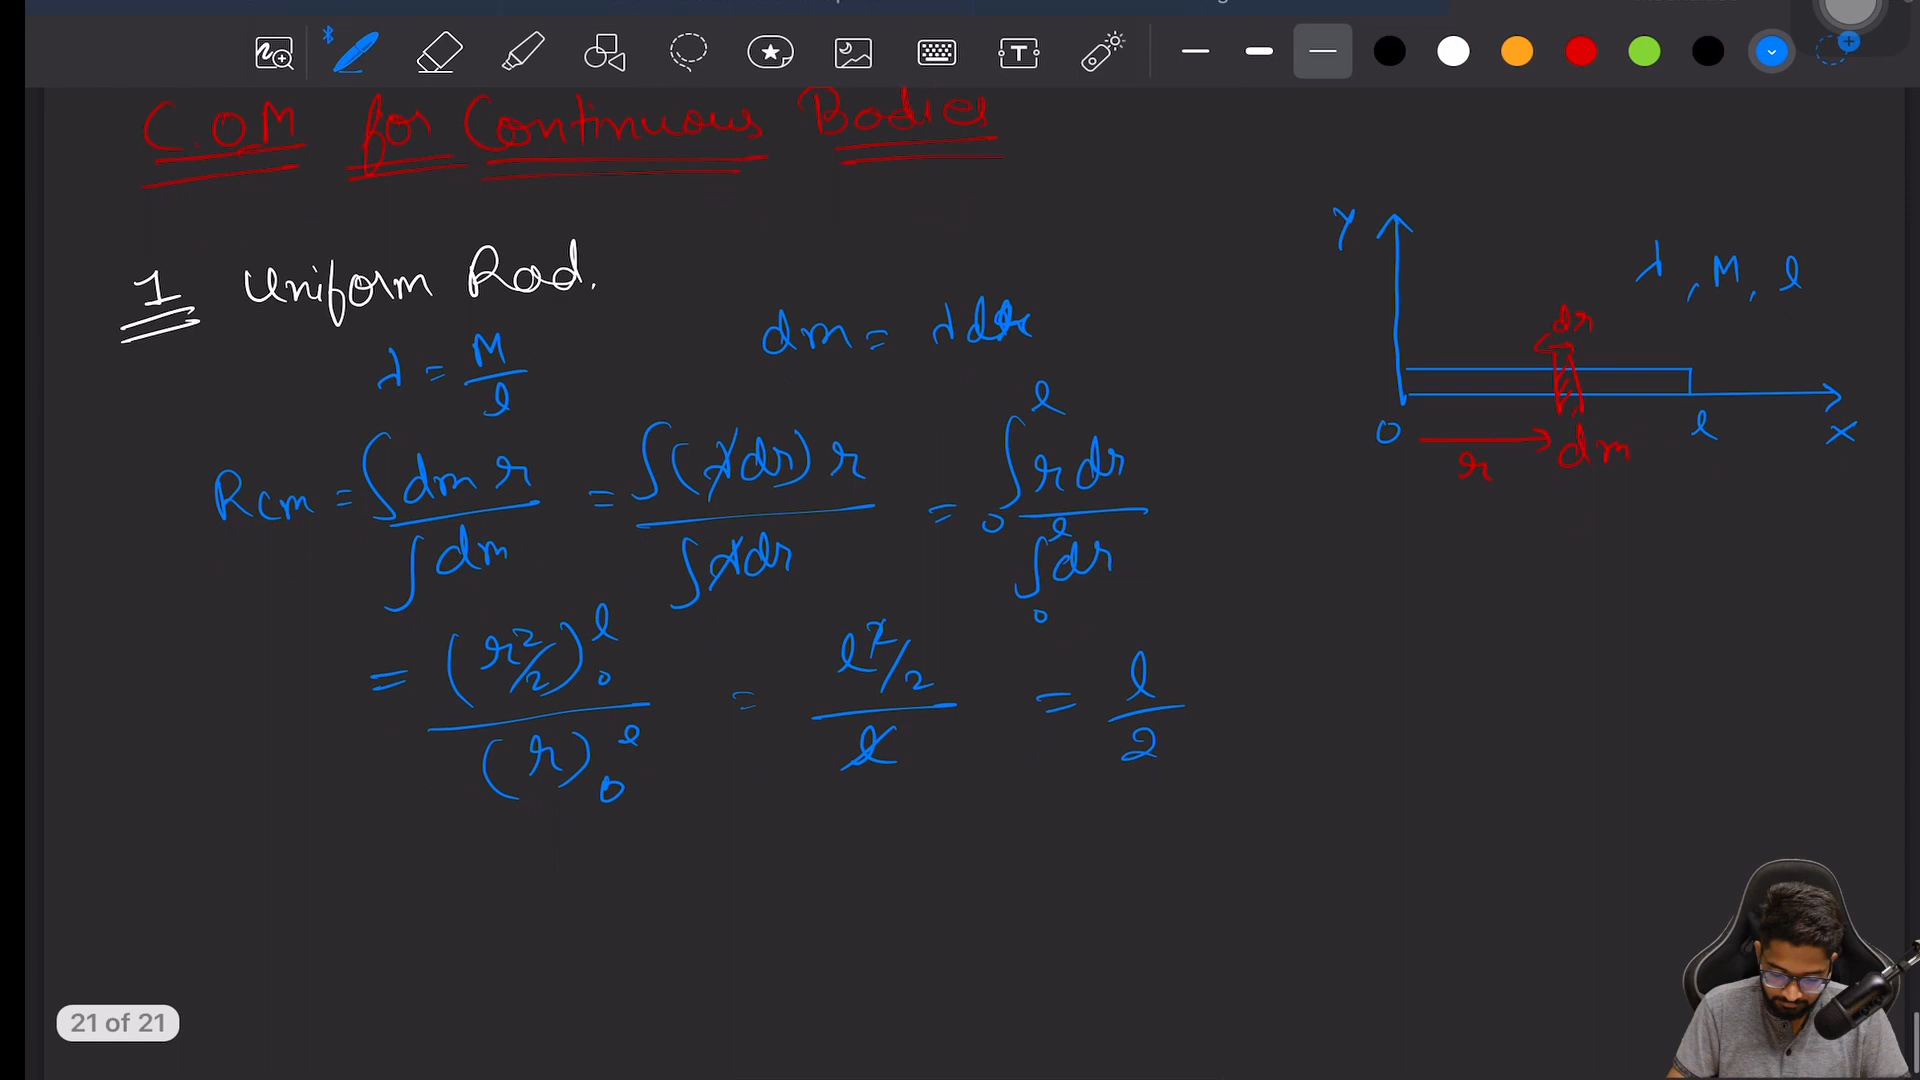 C.O.M for Continuous Bodies
1 Uniform Rod.
Y
λ, M, l
λ = M/l
dm = λdr
dr
O r dm l X
Rcm = ∫dm r / ∫dm = ∫(λdr) r / ∫λdr = ∫₀ˡ r dr / ∫₀ˡ dr
= (r²/2)₀ˡ / (r)₀ˡ = l²/2 / l = l/2
21 of 21